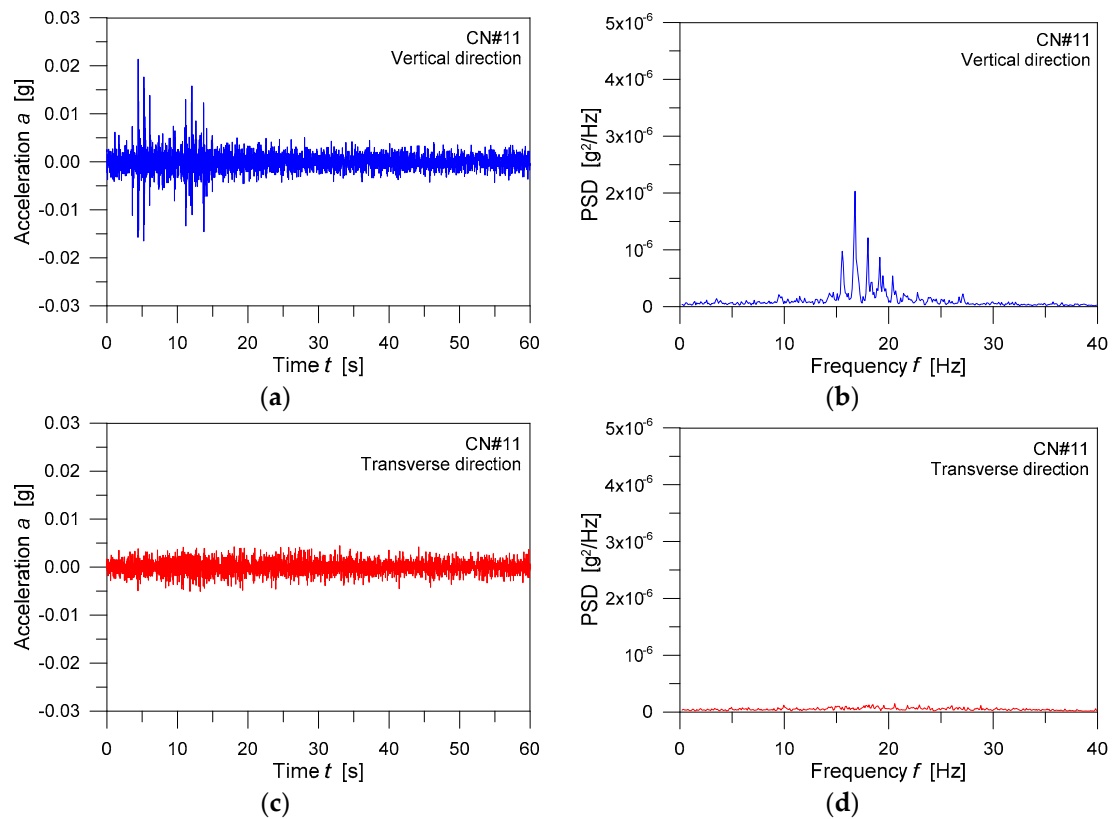 0.03
0.02
0.01
0.00
-0.01
-0.02
-0.03
Acceleration a [g]
CN#11
Vertical direction
0 10 20 30 40 50 60
Time t [s]
(a)
5x10⁻⁶
4x10⁻⁶
3x10⁻⁶
2x10⁻⁶
10⁻⁶
0
PSD [g²/Hz]
CN#11
Vertical direction
0 10 20 30 40
Frequency f [Hz]
(b)
0.03
0.02
0.01
0.00
-0.01
-0.02
-0.03
Acceleration a [g]
CN#11
Transverse direction
0 10 20 30 40 50 60
Time t [s]
(c)
5x10⁻⁶
4x10⁻⁶
3x10⁻⁶
2x10⁻⁶
10⁻⁶
0
PSD [g²/Hz]
CN#11
Transverse direction
0 10 20 30 40
Frequency f [Hz]
(d)